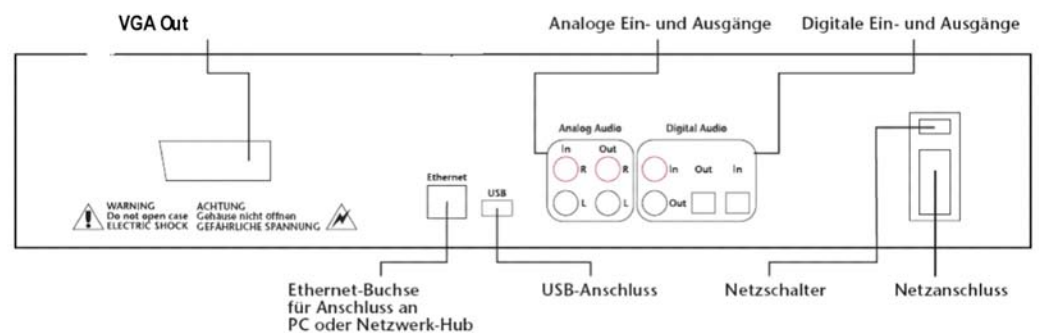 VGA Out
Analoge Ein- und Ausgänge
Digitale Ein- und Ausgänge
Analog Audio
Digital Audio
In
Out
R
R
In
Out
In
L
L
Out
Ethernet
USB
WARNING
Do not open case
ELECTRIC SHOCK
ACHTUNG
Gehäuse nicht öffnen
GEFÄHRLICHE SPANNUNG
Ethernet-Buchse
für Anschluss an
PC oder Netzwerk-Hub
USB-Anschluss
Netzschalter
Netzanschluss